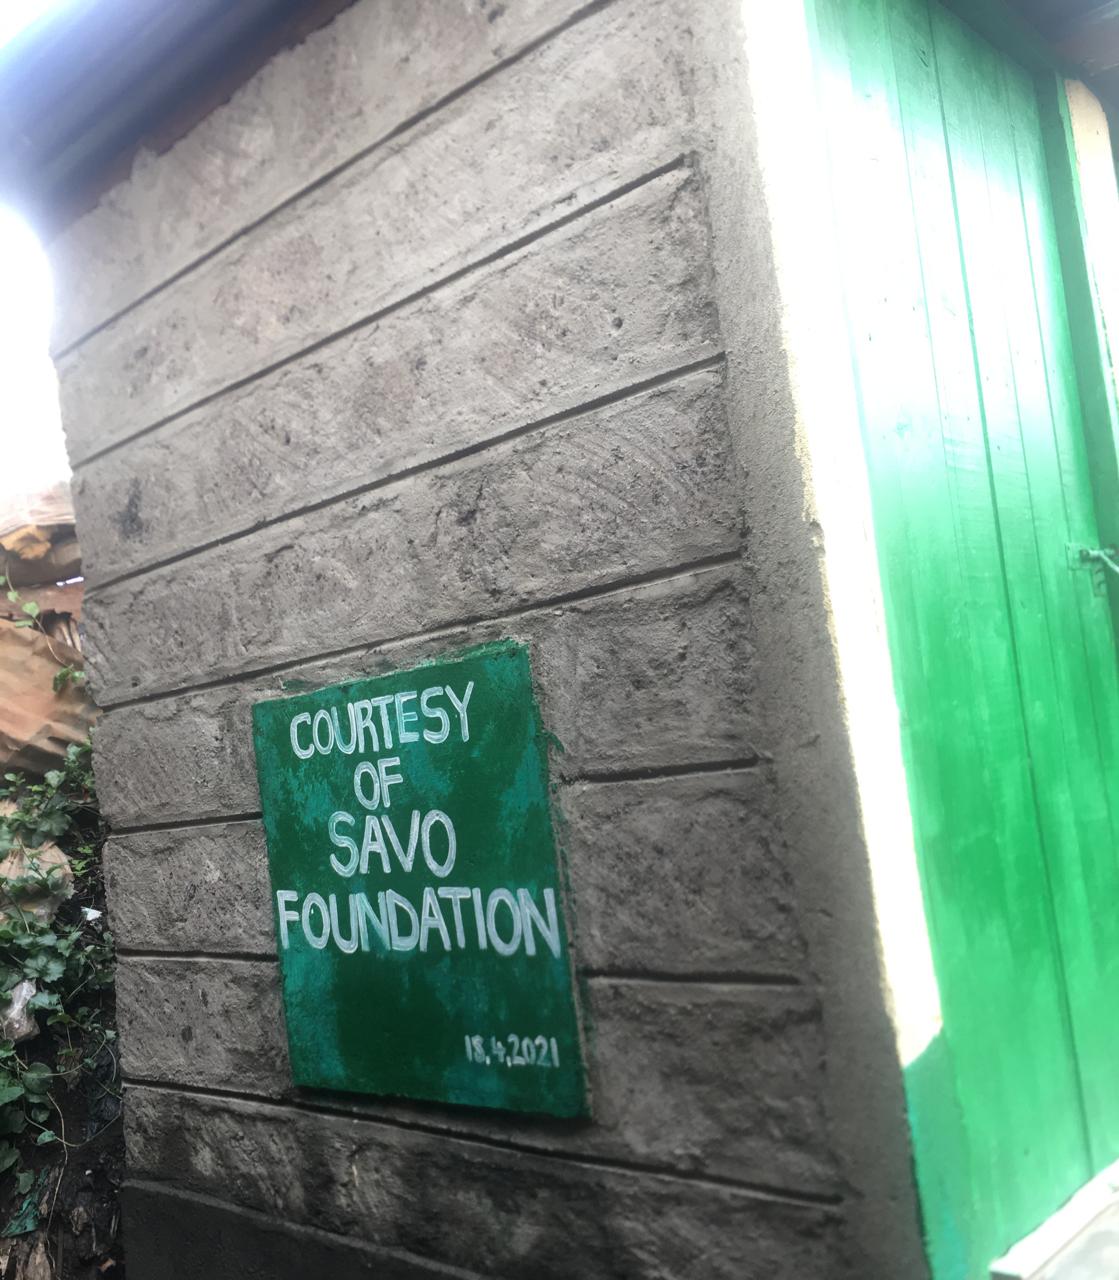 COURTESY
OF
SAVO
FOUNDATION
18.4.2021